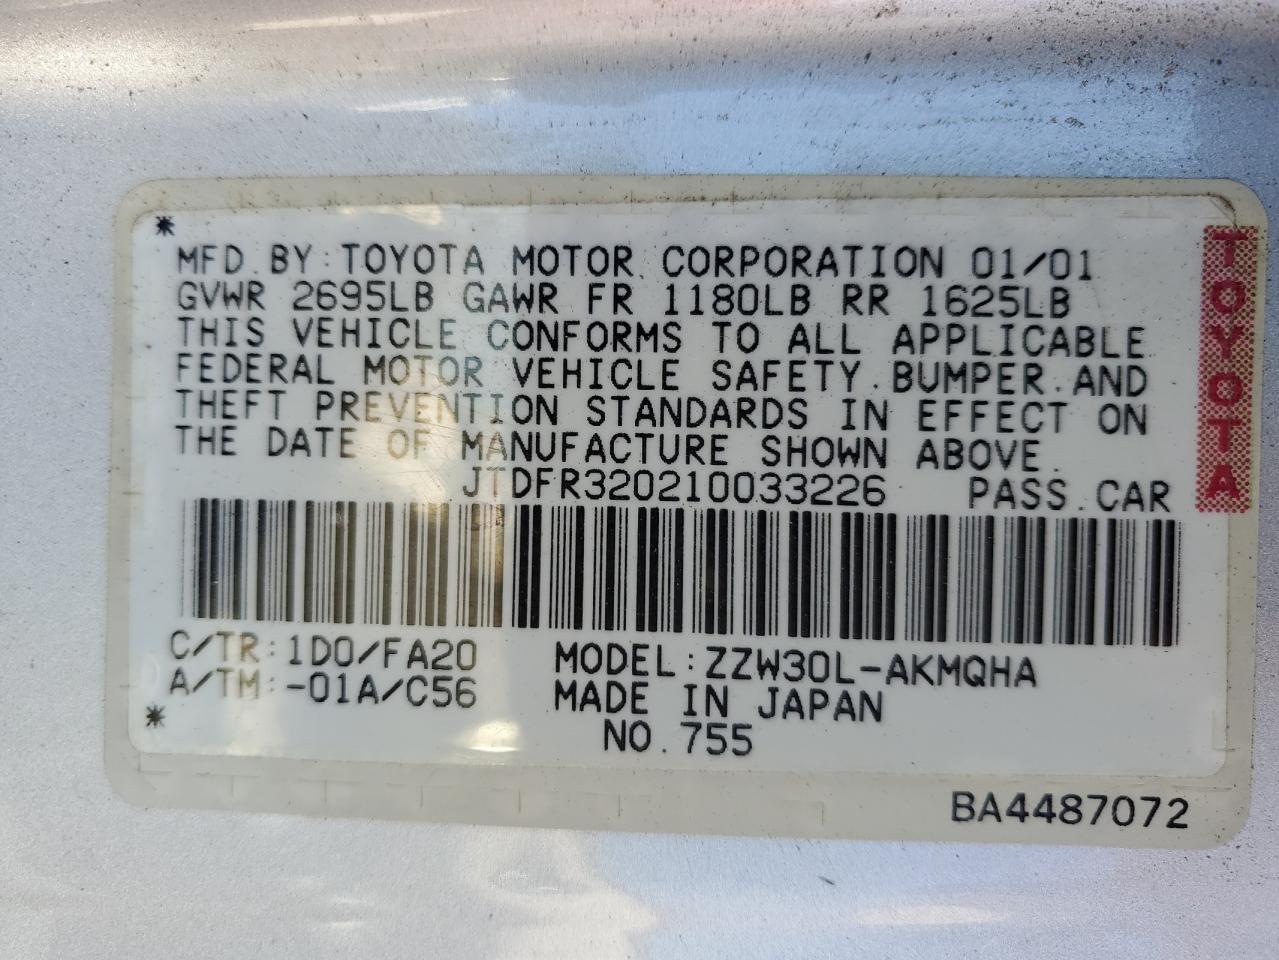 MFD. BY: TOYOTA MOTOR CORPORATION 01/01
GVWR 2695LB GAWR FR 1180LB RR 1625LB
THIS VEHICLE CONFORMS TO ALL APPLICABLE
FEDERAL MOTOR VEHICLE SAFETY. BUMPER. AND
THEFT PREVENTION STANDARDS IN EFFECT ON
THE DATE OF MANUFACTURE SHOWN ABOVE.
JTDFR320210033226 PASS. CAR
C/TR: 1D0/FA20 MODEL: ZZW30L-AKMQHA
A/TM: -01A/C56 MADE IN JAPAN
NO. 755
BA4487072
TOYOTA